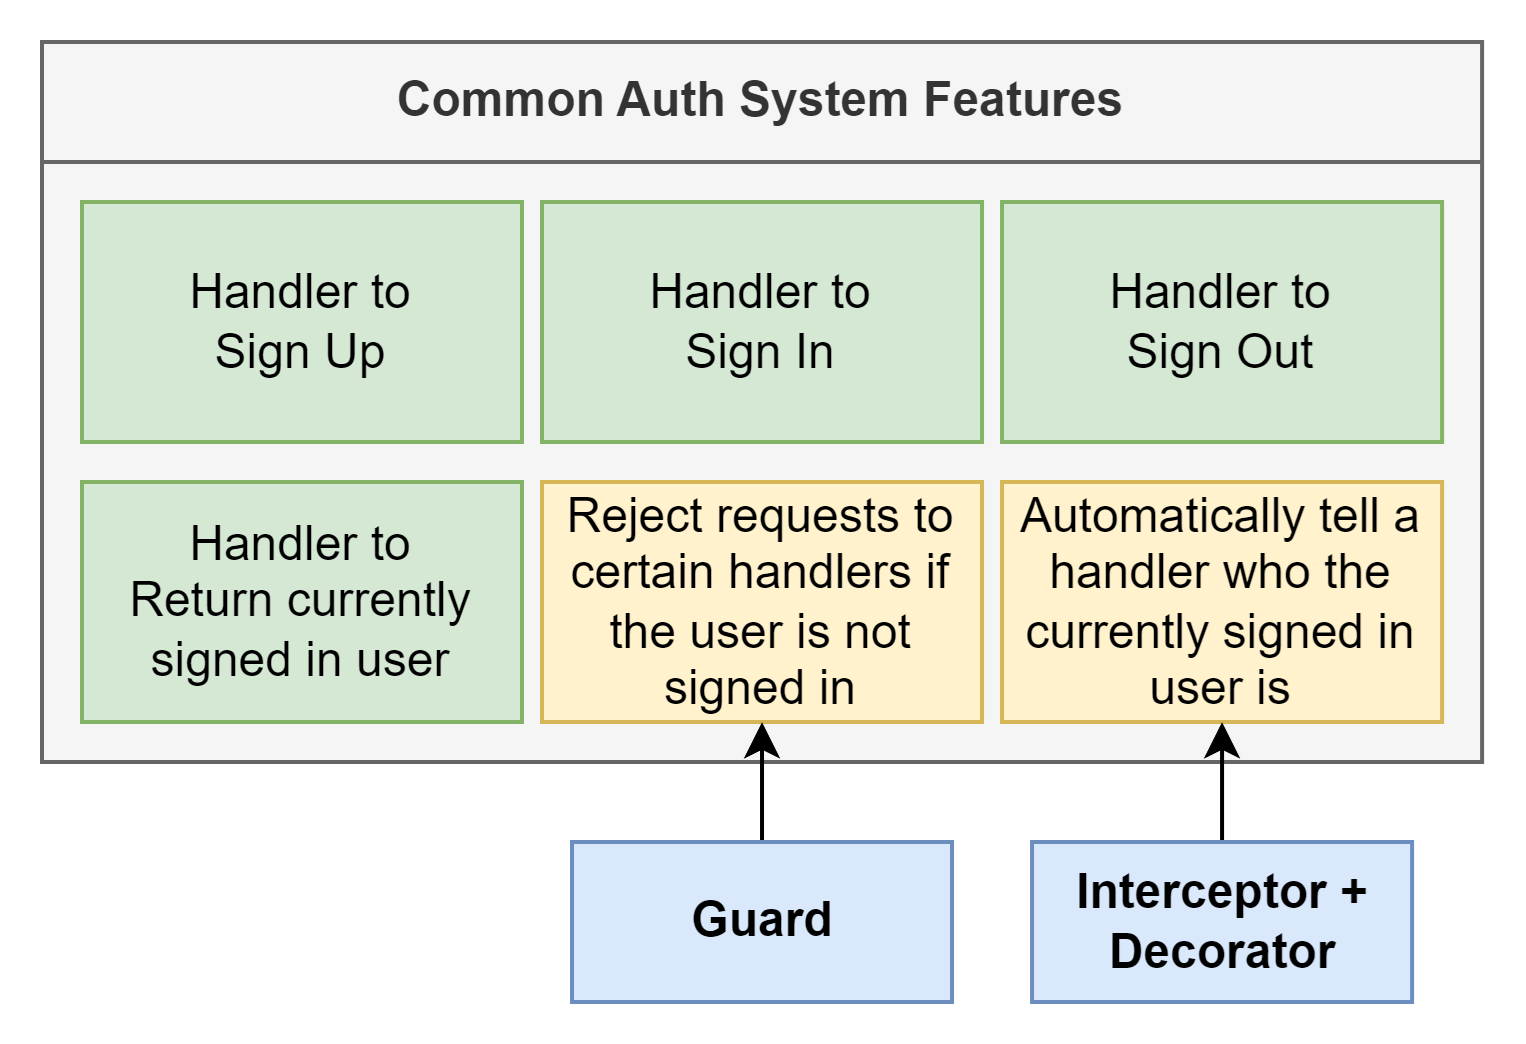 Common Auth System Features
Handler to
Sign Up
Handler to
Sign In
Handler to
Sign Out
Handler to
Return currently
signed in user
Reject requests to
certain handlers if
the user is not
signed in
Automatically tell a
handler who the
currently signed in
user is
Guard
Interceptor +
Decorator